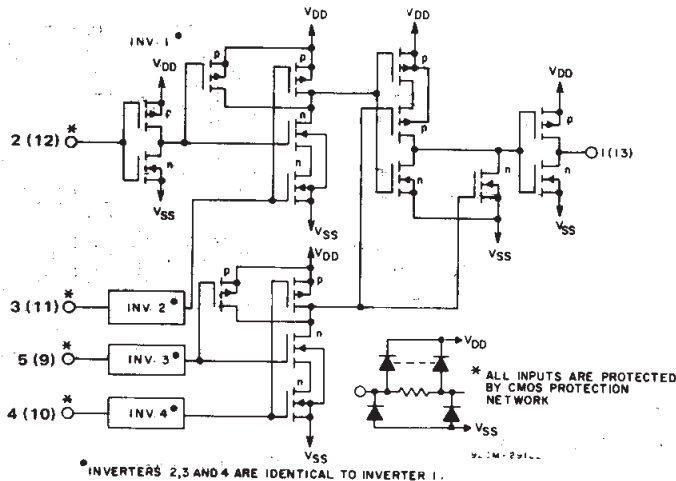 INV. 1 •
VDD
VDD
VDD
VDD
p
p
p
p
p
p
2 (12) *
n
n
n
n
n
n
1(13)
VSS
VSS
VSS
VSS
VDD
3 (11) *
INV. 2 •
p
p
5 (9) *
INV. 3 •
n
4 (10) *
INV. 4 •
n
VSS
VDD
VSS
* ALL INPUTS ARE PROTECTED
BY CMOS PROTECTION
NETWORK
• INVERTERS 2,3 AND 4 ARE IDENTICAL TO INVERTER 1.